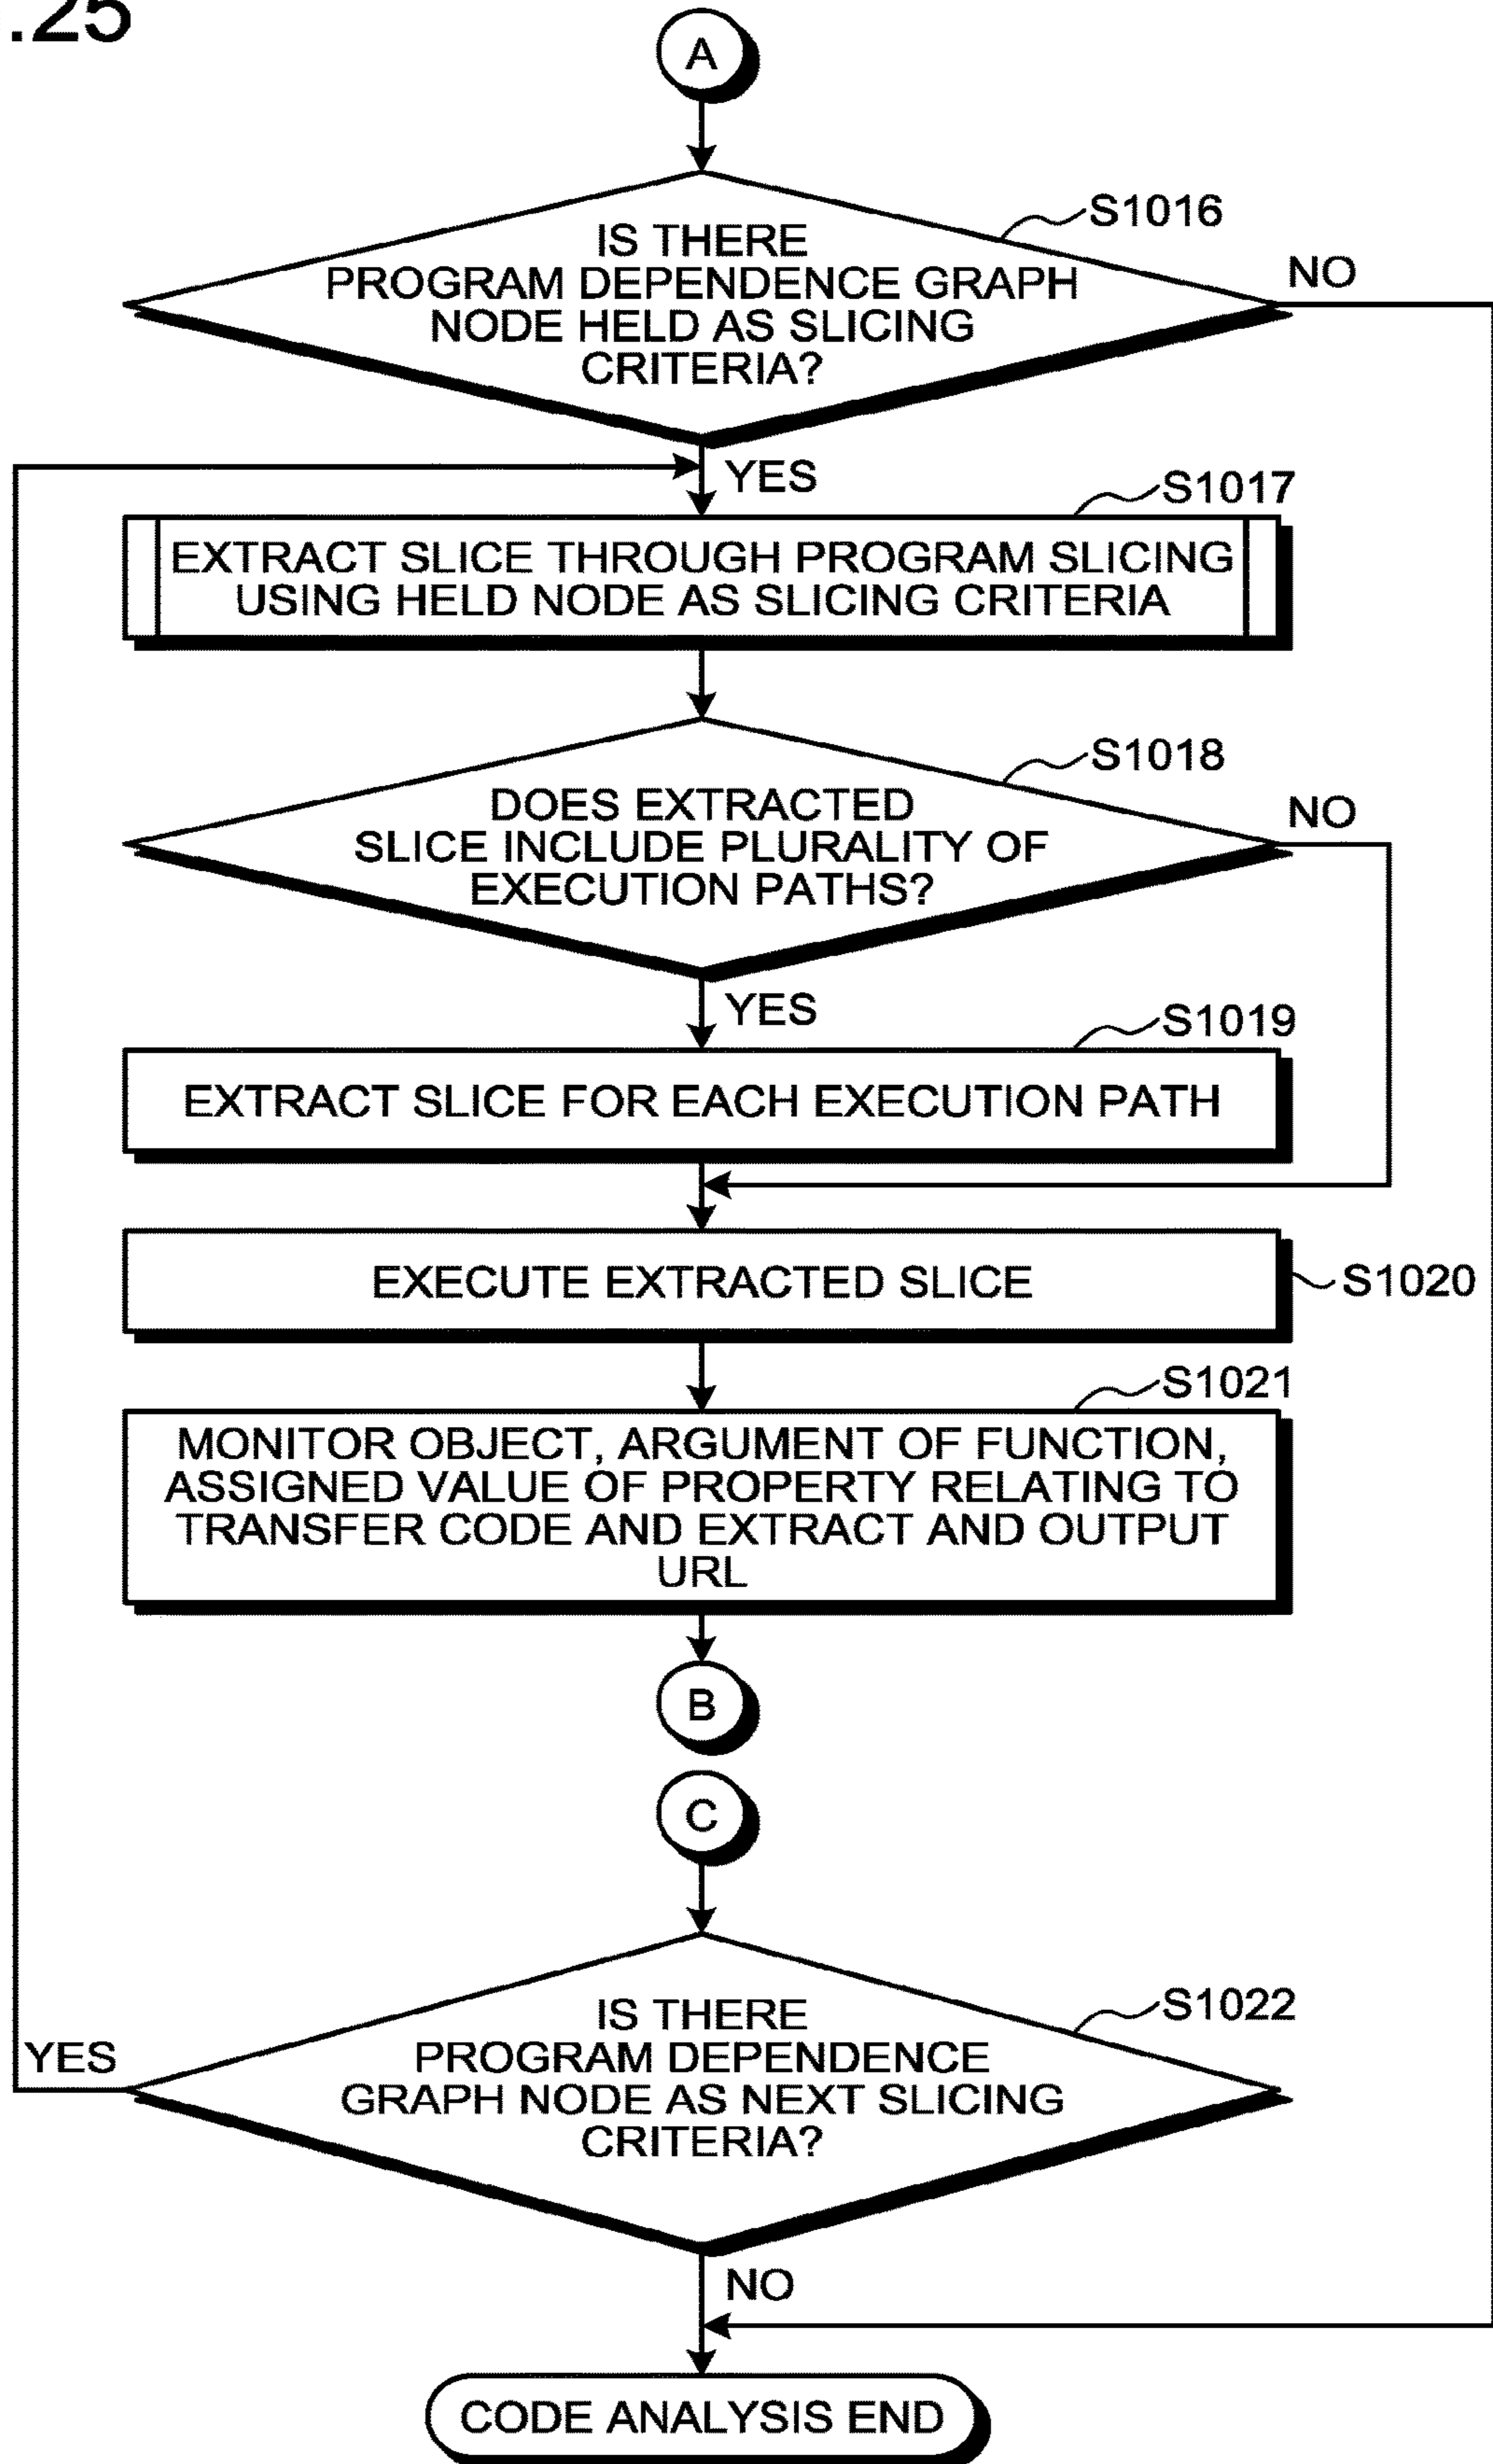 .25
A
S1016
IS THERE
PROGRAM DEPENDENCE GRAPH
NODE HELD AS SLICING
CRITERIA?
NO
YES
S1017
EXTRACT SLICE THROUGH PROGRAM SLICING
USING HELD NODE AS SLICING CRITERIA
S1018
DOES EXTRACTED
SLICE INCLUDE PLURALITY OF
EXECUTION PATHS?
NO
YES
S1019
EXTRACT SLICE FOR EACH EXECUTION PATH
EXECUTE EXTRACTED SLICE
S1020
S1021
MONITOR OBJECT, ARGUMENT OF FUNCTION,
ASSIGNED VALUE OF PROPERTY RELATING TO
TRANSFER CODE AND EXTRACT AND OUTPUT
URL
B
C
S1022
IS THERE
PROGRAM DEPENDENCE
GRAPH NODE AS NEXT SLICING
CRITERIA?
YES
NO
CODE ANALYSIS END